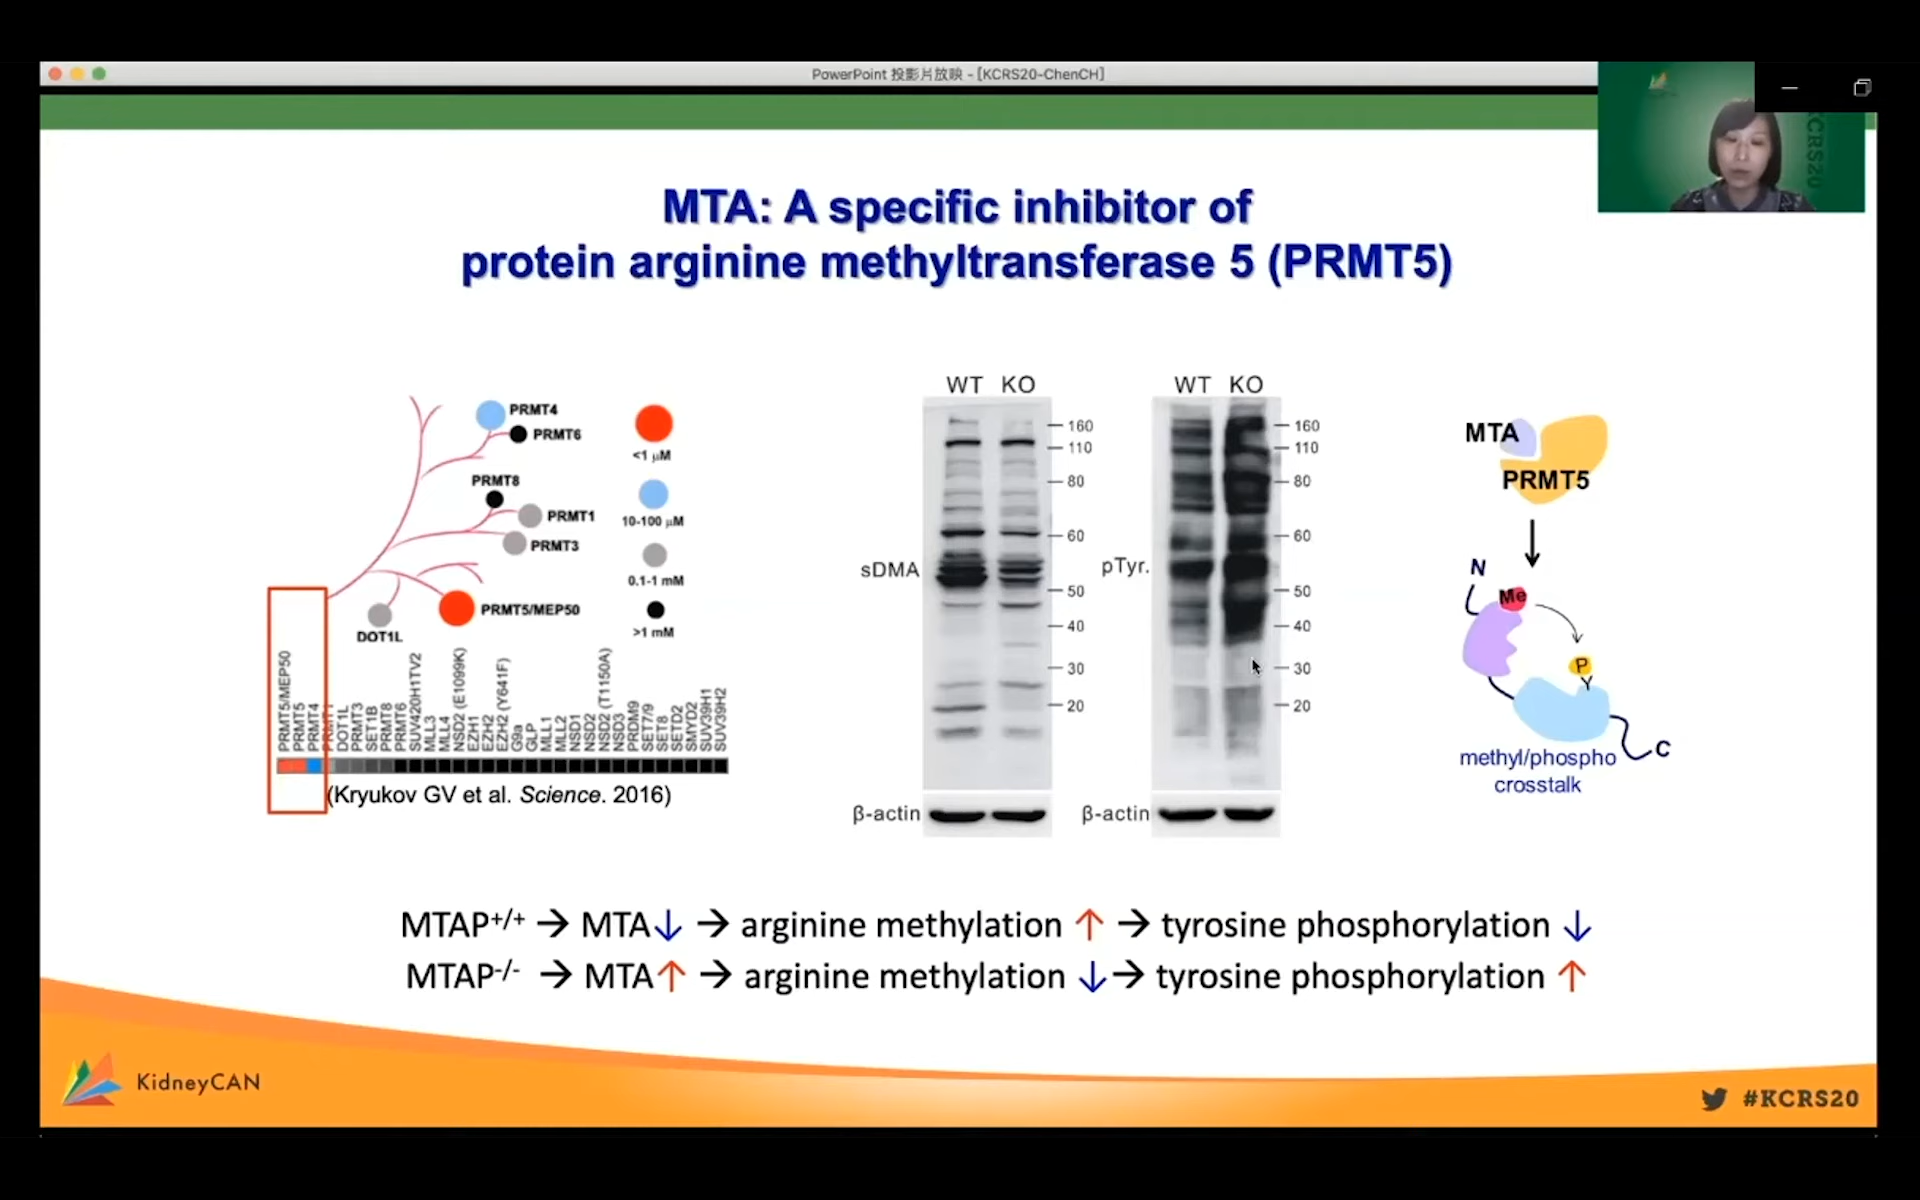 PowerPoint 投影片放映 - [KCRS20-ChenCH]
KCRS20
MTA: A specific inhibitor of
protein arginine methyltransferase 5 (PRMT5)
PRMT4
PRMT6
PRMT8
PRMT1
PRMT3
DOT1L
PRMT5/MEP50
<1 µM
10-100 µM
0.1-1 mM
>1 mM
PRMT5/MEP50
PRMT5
PRMT4
PRMT1
DOT1L
PRMT3
SET1B
PRMT8
PRMT6
SUV420H1TV2
MLL3
MLL4
NSD2 (E1099K)
EZH1
EZH2
EZH2 (Y641F)
G9a
GLP
MLL1
MLL2
NSD1
NSD2
NSD2 (T1150A)
NSD3
PRDM9
SET7/9
SET8
SETD2
SMYD2
SUV39H1
SUV39H2
(Kryukov GV et al. Science. 2016)
WT KO
160
110
80
60
50
40
30
20
sDMA
β-actin
WT KO
160
110
80
60
50
40
30
20
pTyr.
β-actin
MTA
PRMT5
N
Me
P
Y
C
methyl/phospho
crosstalk
MTAP+/+ → MTA↓ → arginine methylation ↑ → tyrosine phosphorylation ↓
MTAP-/- → MTA↑ → arginine methylation ↓→ tyrosine phosphorylation ↑
KidneyCAN
#KCRS20